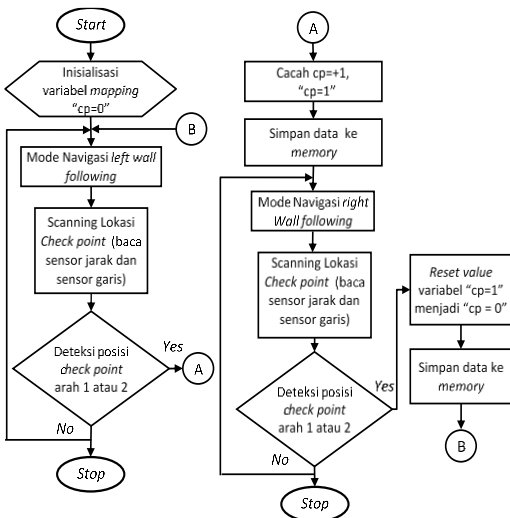 Start
Inisialisasi
variabel mapping
"cp=0"
B
Mode Navigasi left wall
following
Scanning Lokasi
Check point (baca
sensor jarak dan
sensor garis)
Deteksi posisi
check point
arah 1 atau 2
Yes
A
No
Stop
A
Cacah cp=+1,
"cp=1"
Simpan data ke
memory
Mode Navigasi right
Wall following
Scanning Lokasi
Check point (baca
sensor jarak dan
sensor garis)
Deteksi posisi
check point
arah 1 atau 2
Yes
No
Stop
Reset value
variabel "cp=1"
menjadi "cp = 0"
Simpan data ke
memory
B